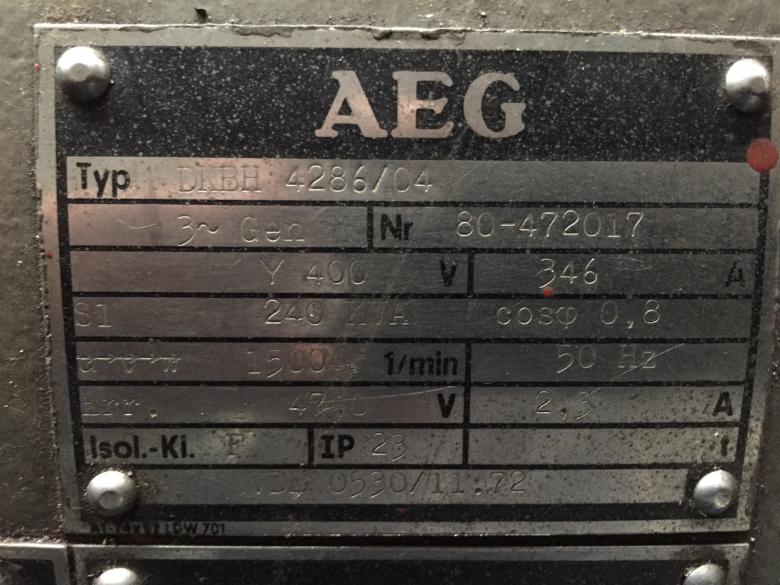 AEG
Typ DKBH 4286/04
3~ Gen Nr 80-472017
Y 400 V 346 A
S1 240 KVA cosφ 0,8
1500 1/min 50 Hz
Err. V 2,3 A
Isol.-Kl. F IP 23 t
VDE 0530/11.72